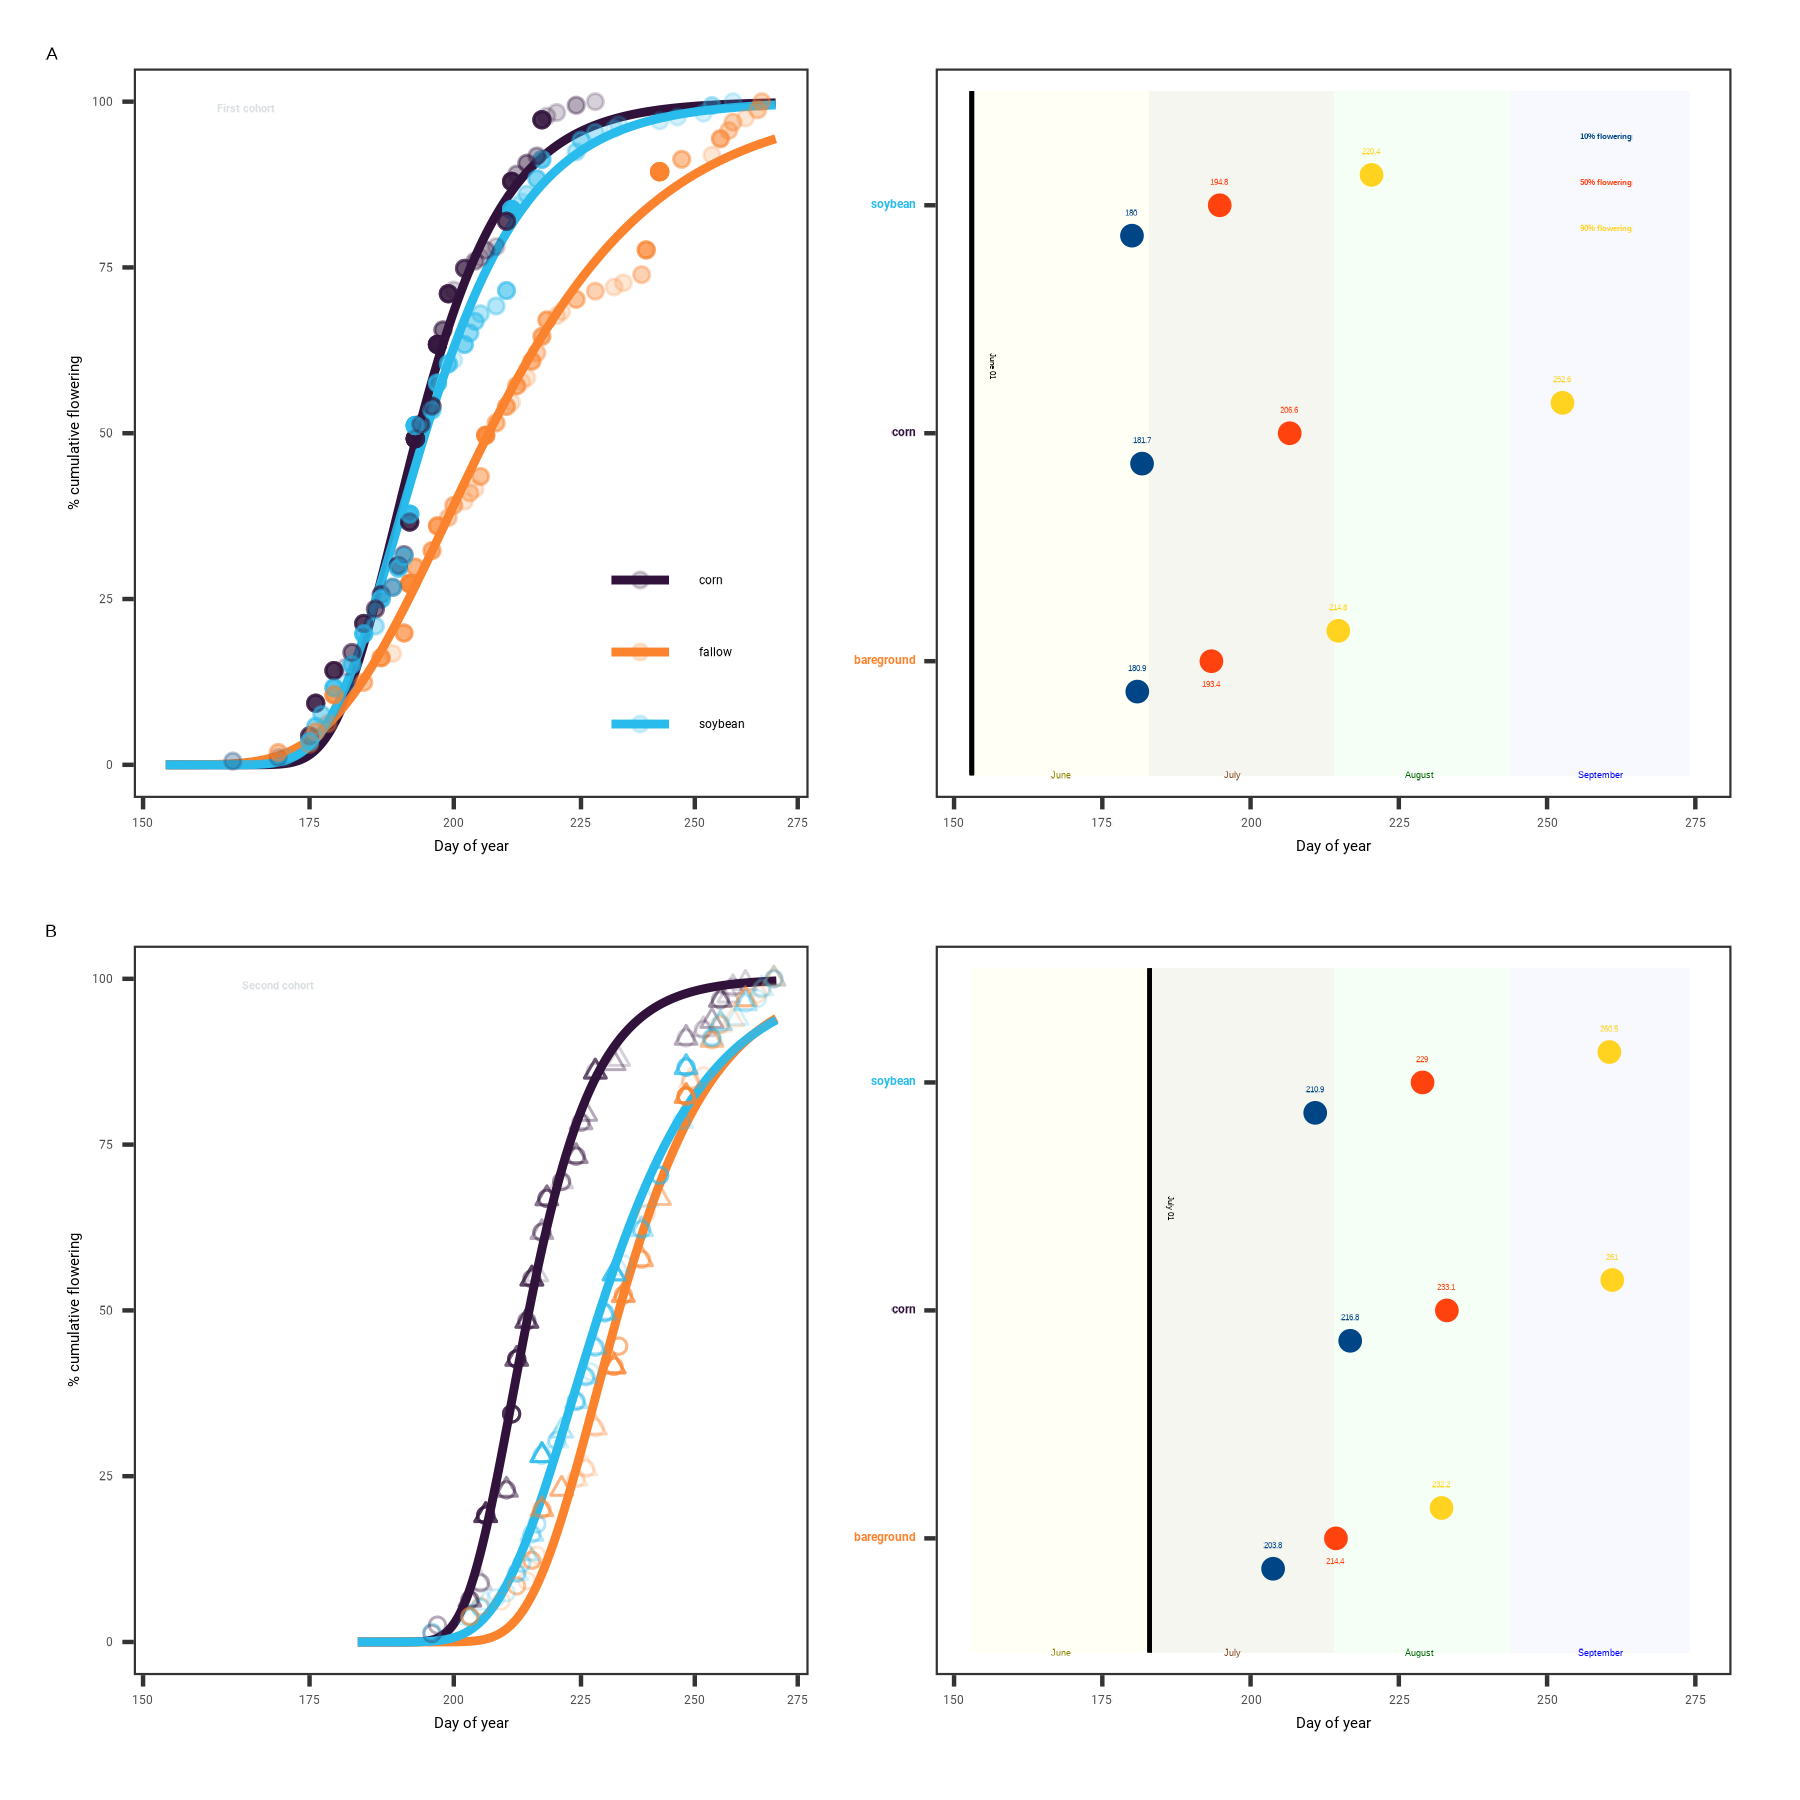 A
First cohort
100
75
50
25
0
% cumulative flowering
corn
fallow
soybean
150 175 200 225 250 275
Day of year
soybean
corn
bareground
10% flowering
50% flowering
90% flowering
220.4
194.8
180
June 01
252.6
206.6
181.7
214.8
180.9
193.4
June July August September
150 175 200 225 250 275
Day of year
B
Second cohort
100
75
50
25
0
% cumulative flowering
150 175 200 225 250 275
Day of year
soybean
corn
bareground
260.5
229
210.9
July 01
261
233.1
216.8
232.2
203.8
214.4
June July August September
150 175 200 225 250 275
Day of year